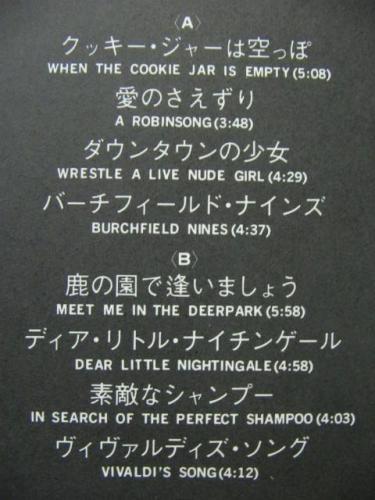 〈A〉
クッキー・ジャーは空っぽ
WHEN THE COOKIE JAR IS EMPTY(5:08)
愛のさえずり
A ROBINSONG(3:48)
ダウンタウンの少女
WRESTLE A LIVE NUDE GIRL(4:29)
バーチフィールド・ナインズ
BURCHFIELD NINES(4:37)
〈B〉
鹿の園で逢いましょう
MEET ME IN THE DEERPARK(5:58)
ディア・リトル・ナイチンゲール
DEAR LITTLE NIGHTINGALE(4:58)
素敵なシャンプー
IN SEARCH OF THE PERFECT SHAMPOO(4:03)
ヴィヴァルディズ・ソング
VIVALDI'S SONG(4:12)